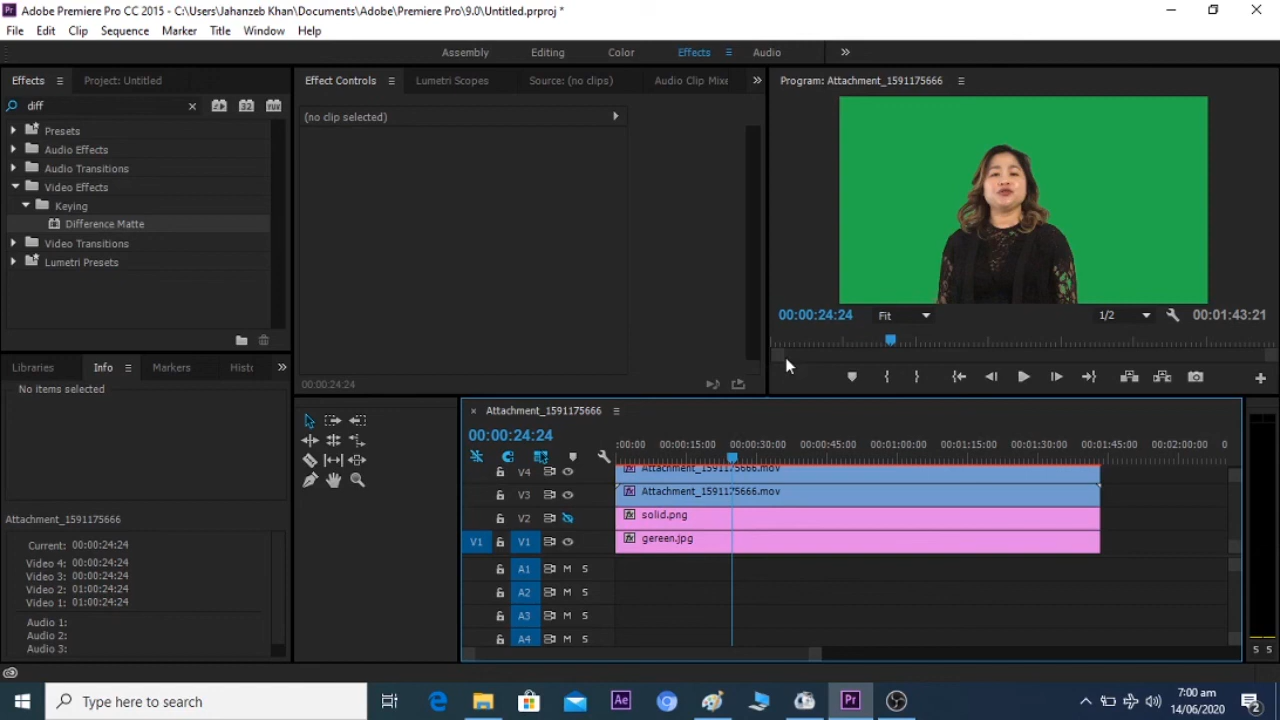 Adobe Premiere Pro CC 2015 - C:\Users\Jahanzeb Khan\Documents\Adobe\Premiere Pro\9.0\Untitled.prproj *
File Edit Clip Sequence Marker Title Window Help
Assembly Editing Color Effects Audio
Effects Project: Untitled
Effect Controls Lumetri Scopes Source: (no clips) Audio Clip Mixe
Program: Attachment_1591175666
diff
(no clip selected)
Presets
Audio Effects
Audio Transitions
Video Effects
Keying
Difference Matte
Video Transitions
Lumetri Presets
00:00:24:24 Fit 1/2 00:01:43:21
Libraries Info Markers Histo
No items selected
00:00:24:24
Attachment_1591175666
00:00:24:24
:00:00 00:00:15:00 00:00:30:00 00:00:45:00 00:01:00:00 00:01:15:00 00:01:30:00 00:01:45:00 00:02:00:00 0
V4 Attachment_1591175666.mov
V3 Attachment_1591175666.mov
V2 solid.png
V1 V1 gereen.jpg
A1 M S
A2 M S
A3 M S
A4 M S
Attachment_1591175666
Current: 00:00:24:24
Video 4: 00:00:24:24
Video 3: 00:00:24:24
Video 2: 01:00:24:24
Video 1: 01:00:24:24
Audio 1:
Audio 2:
Audio 3:
5 5
Type here to search
7:00 am
14/06/2020